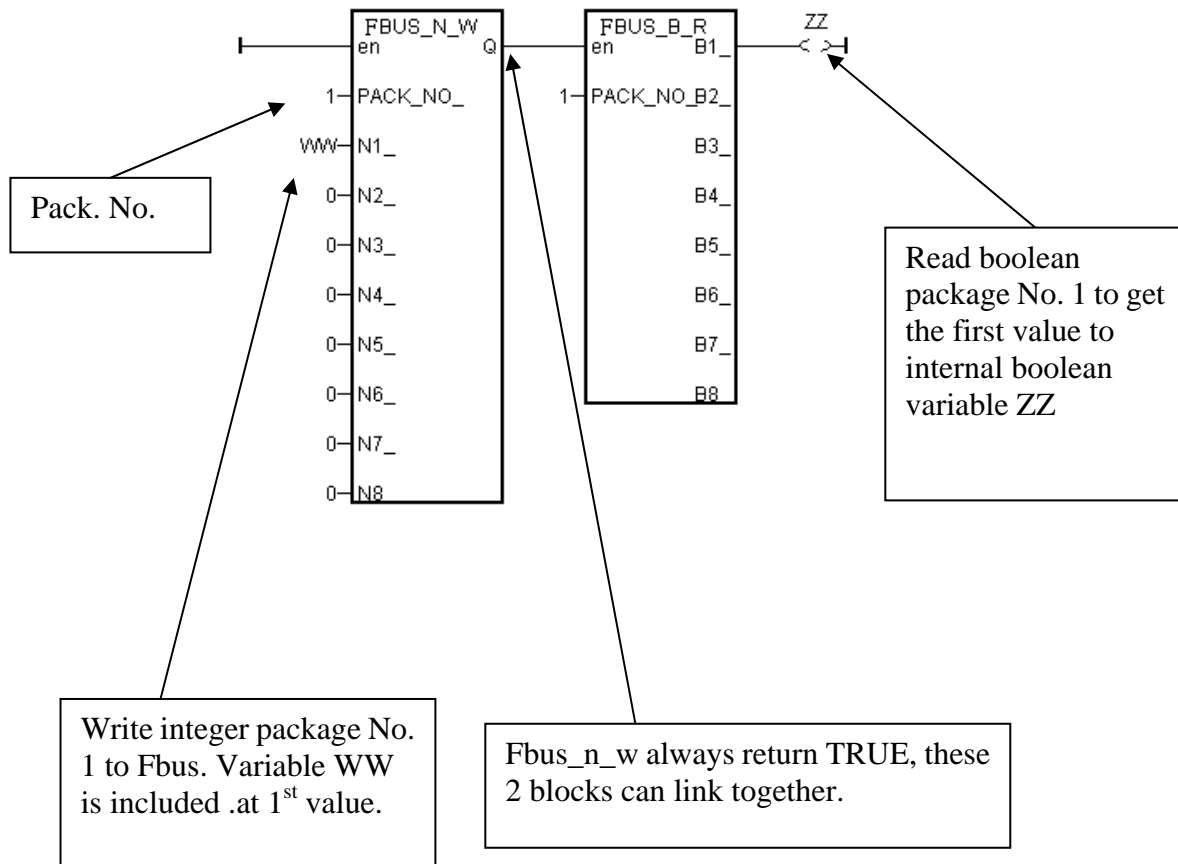 FBUS_N_W
FBUS_B_R
ZZ
en Q
en B1_
1 PACK_NO_
1 PACK_NO_B2_
WW N1_
B3_
0 N2_
B4_
0 N3_
B5_
0 N4_
B6_
0 N5_
B7_
0 N6_
B8
0 N7_
0 N8
Pack. No.
Read boolean
package No. 1 to get
the first value to
internal boolean
variable ZZ
Write integer package No.
1 to Fbus. Variable WW
is included .at 1st value.
Fbus_n_w always return TRUE, these
2 blocks can link together.